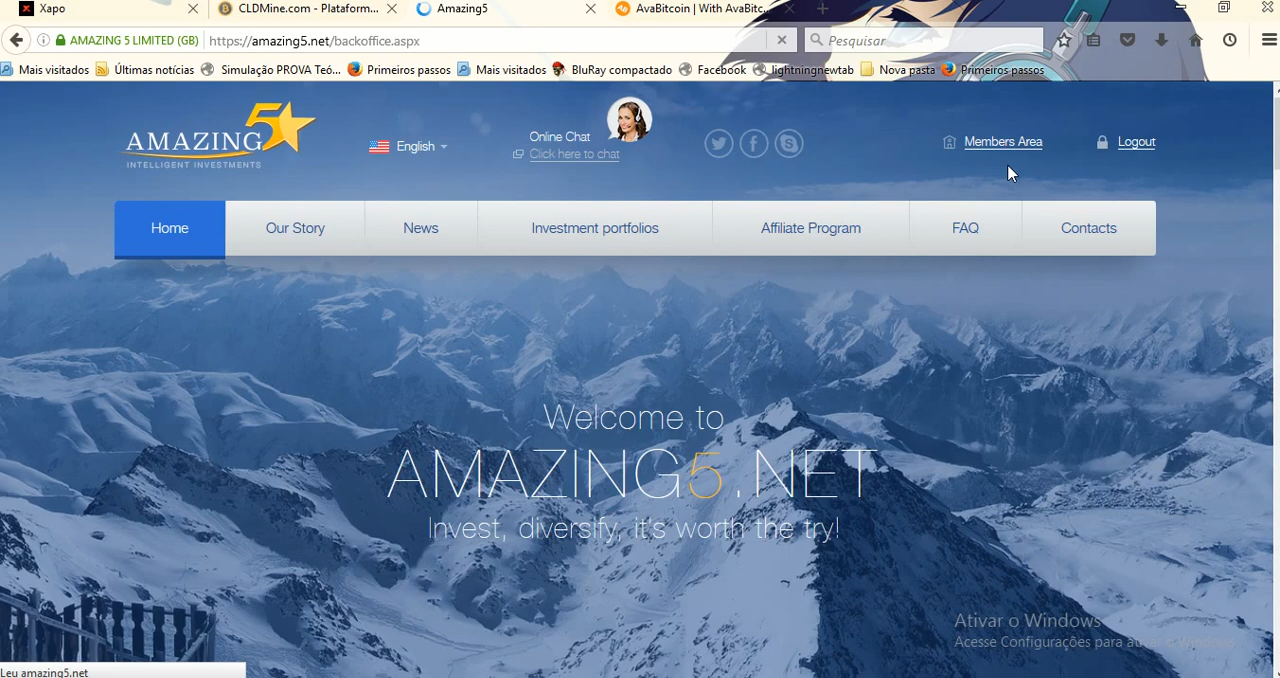 Xapo
CLDMine.com - Plataform...
Amazing5
AvaBitcoin | With AvaBitc...
AMAZING 5 LIMITED (GB)
https://amazing5.net/backoffice.aspx
Pesquisar
Mais visitados
Últimas notícias
Simulação PROVA Teó...
Primeiros passos
Mais visitados
BluRay compactado
Facebook
lightningnewtab
Nova pasta
Primeiros passos
AMAZING5
INTELLIGENT INVESTMENTS
English
Online Chat
Click here to chat
Members Area
Logout
Home
Our Story
News
Investment portfolios
Affiliate Program
FAQ
Contacts
Welcome to
AMAZING5.NET
Invest, diversify, it's worth the try!
Ativar o Windows
Acesse Configurações para ativar o Windows.
Leu amazing5.net